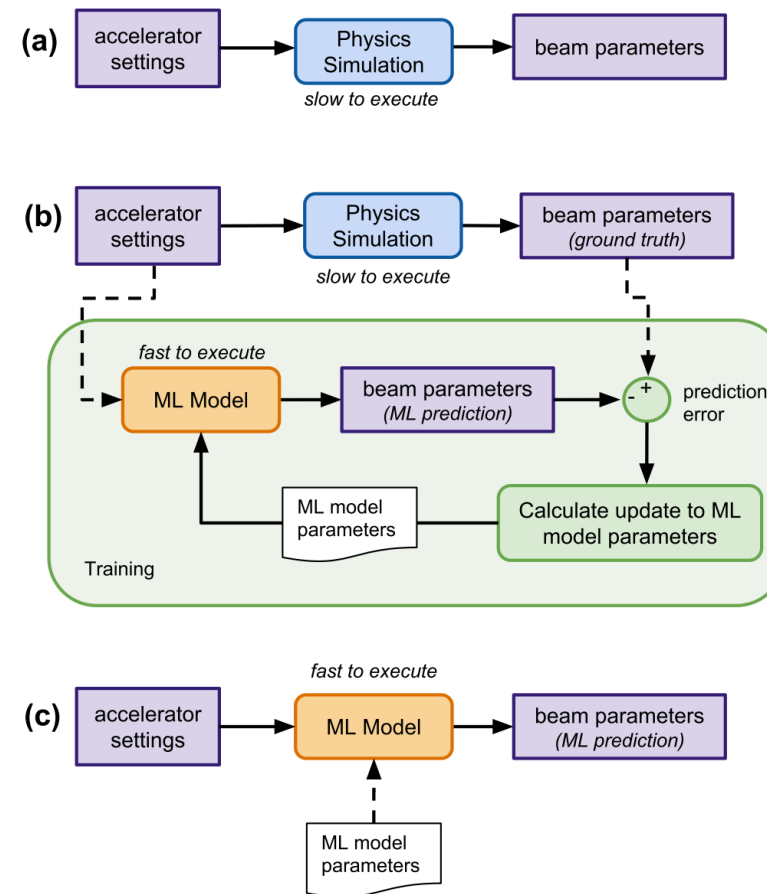 (a)
accelerator
settings
Physics
Simulation
slow to execute
beam parameters
(b)
accelerator
settings
Physics
Simulation
slow to execute
beam parameters
(ground truth)
fast to execute
ML Model
beam parameters
(ML prediction)
- +
prediction
error
ML model
parameters
Calculate update to ML
model parameters
Training
(c)
accelerator
settings
fast to execute
ML Model
beam parameters
(ML prediction)
ML model
parameters